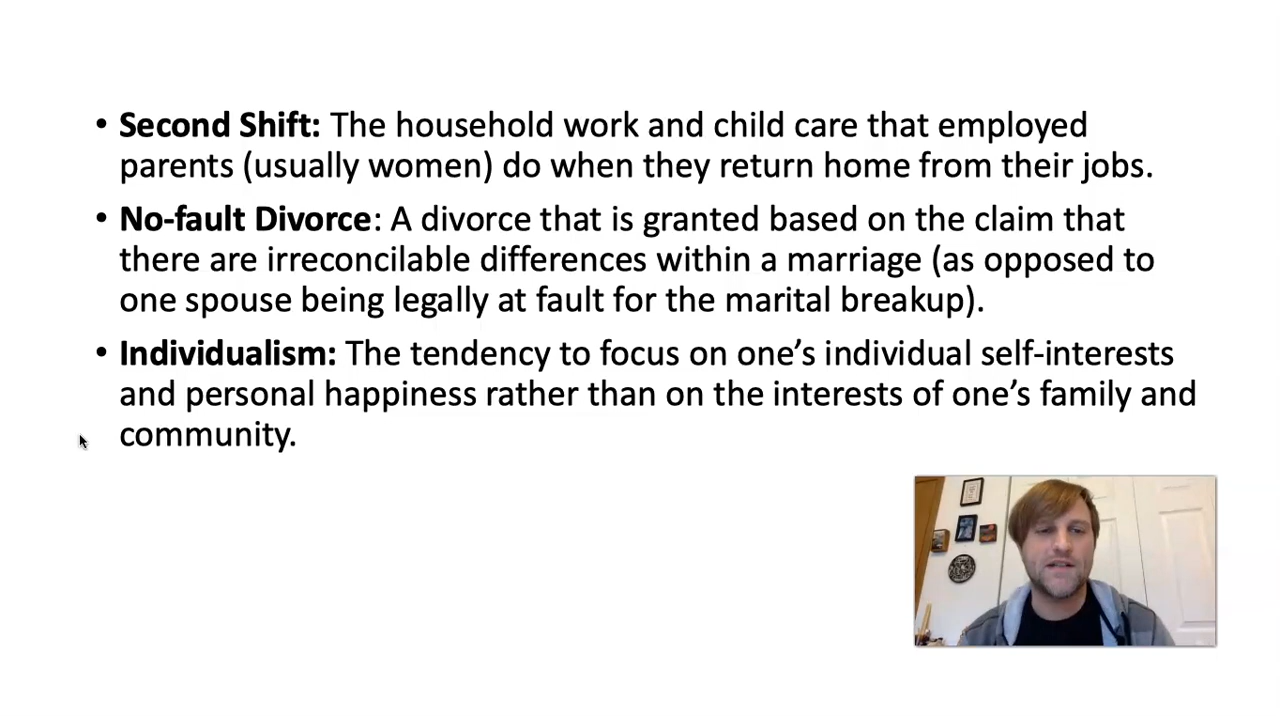 • Second Shift: The household work and child care that employed
parents (usually women) do when they return home from their jobs.
• No-fault Divorce: A divorce that is granted based on the claim that
there are irreconcilable differences within a marriage (as opposed to
one spouse being legally at fault for the marital breakup).
• Individualism: The tendency to focus on one’s individual self-interests
and personal happiness rather than on the interests of one’s family and
community.